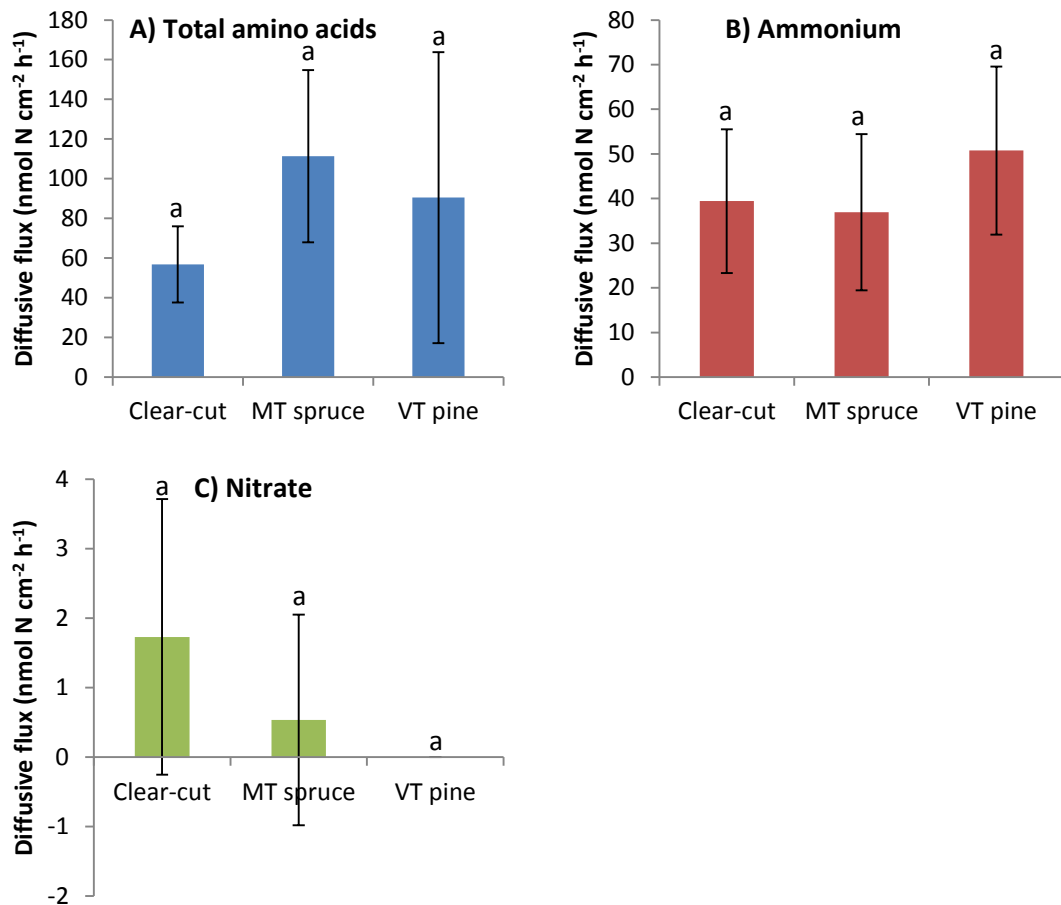 A) Total amino acids
Diffusive flux (nmol N cm-2 h-1)
180
160
140
120
100
80
60
40
20
0
a
a
a
Clear-cut
MT spruce
VT pine
B) Ammonium
Diffusive flux (nmol N cm-2 h-1)
80
70
60
50
40
30
20
10
0
a
a
a
Clear-cut
MT spruce
VT pine
C) Nitrate
Diffusive flux (nmol N cm-2 h-1)
4
3
2
1
0
-1
-2
a
a
a
Clear-cut
MT spruce
VT pine